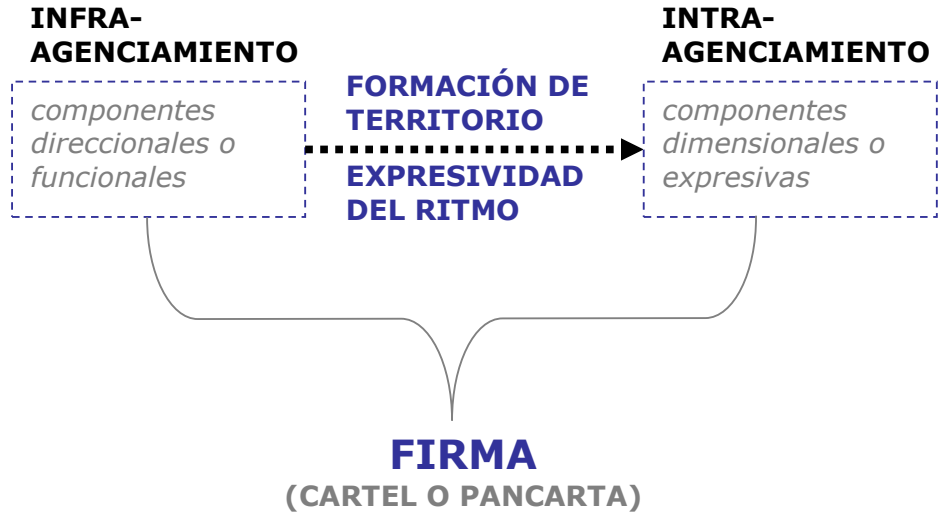 INFRA-
AGENCIAMIENTO
componentes
direccionales o
funcionales
FORMACIÓN DE
TERRITORIO
EXPRESIVIDAD
DEL RITMO
INTRA-
AGENCIAMIENTO
componentes
dimensionales o
expresivas
FIRMA
(CARTEL O PANCARTA)